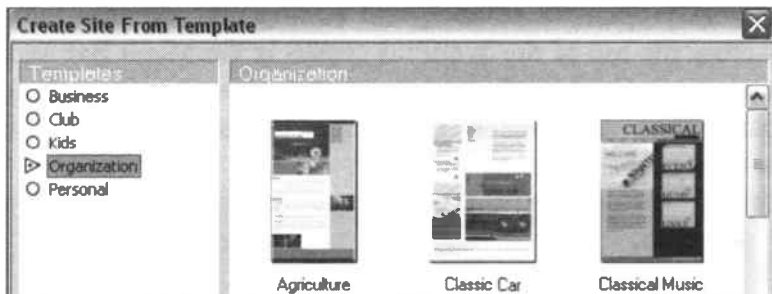 Create Site From Template
Templates
Organization
Business
Club
Kids
Organization
Personal
CLASSICAL
Agriculture
Classic Car
Classical Music